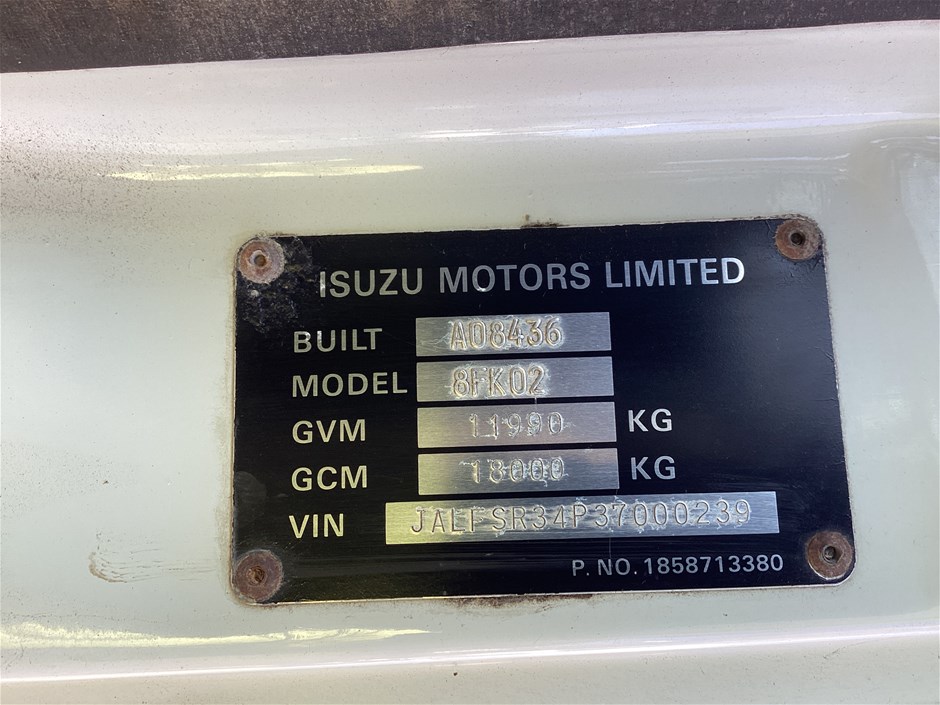 ISUZU MOTORS LIMITED
BUILT A08436
MODEL 8FK02
GVM 11990 KG
GCM 18000 KG
VIN JALFSR34P37000239
P. NO. 1858713380